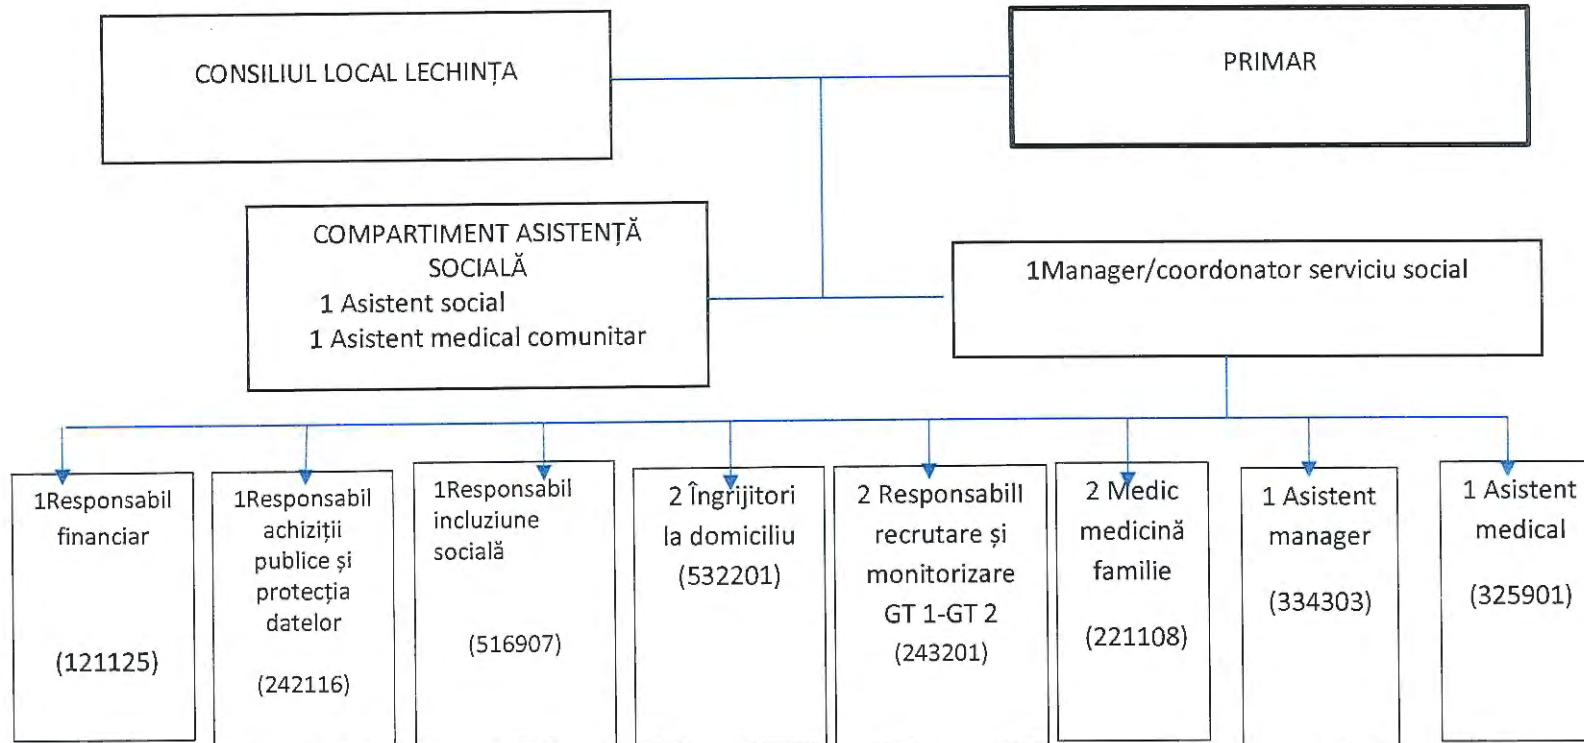 CONSILIUL LOCAL LECHINȚA
PRIMAR
COMPARTIMENT ASISTENȚĂ
SOCIALĂ
1 Asistent social
1 Asistent medical comunitar
1Manager/coordonator serviciu social
1Responsabil
financiar
(121125)
1Responsabil
achiziții
publice și
protecția
datelor
(242116)
1Responsabil
incluziune
socială
(516907)
2 Îngrijitori
la domiciliu
(532201)
2 Responsabill
recrutare și
monitorizare
GT 1-GT 2
(243201)
2 Medic
medicină
familie
(221108)
1 Asistent
manager
(334303)
1 Asistent
medical
(325901)